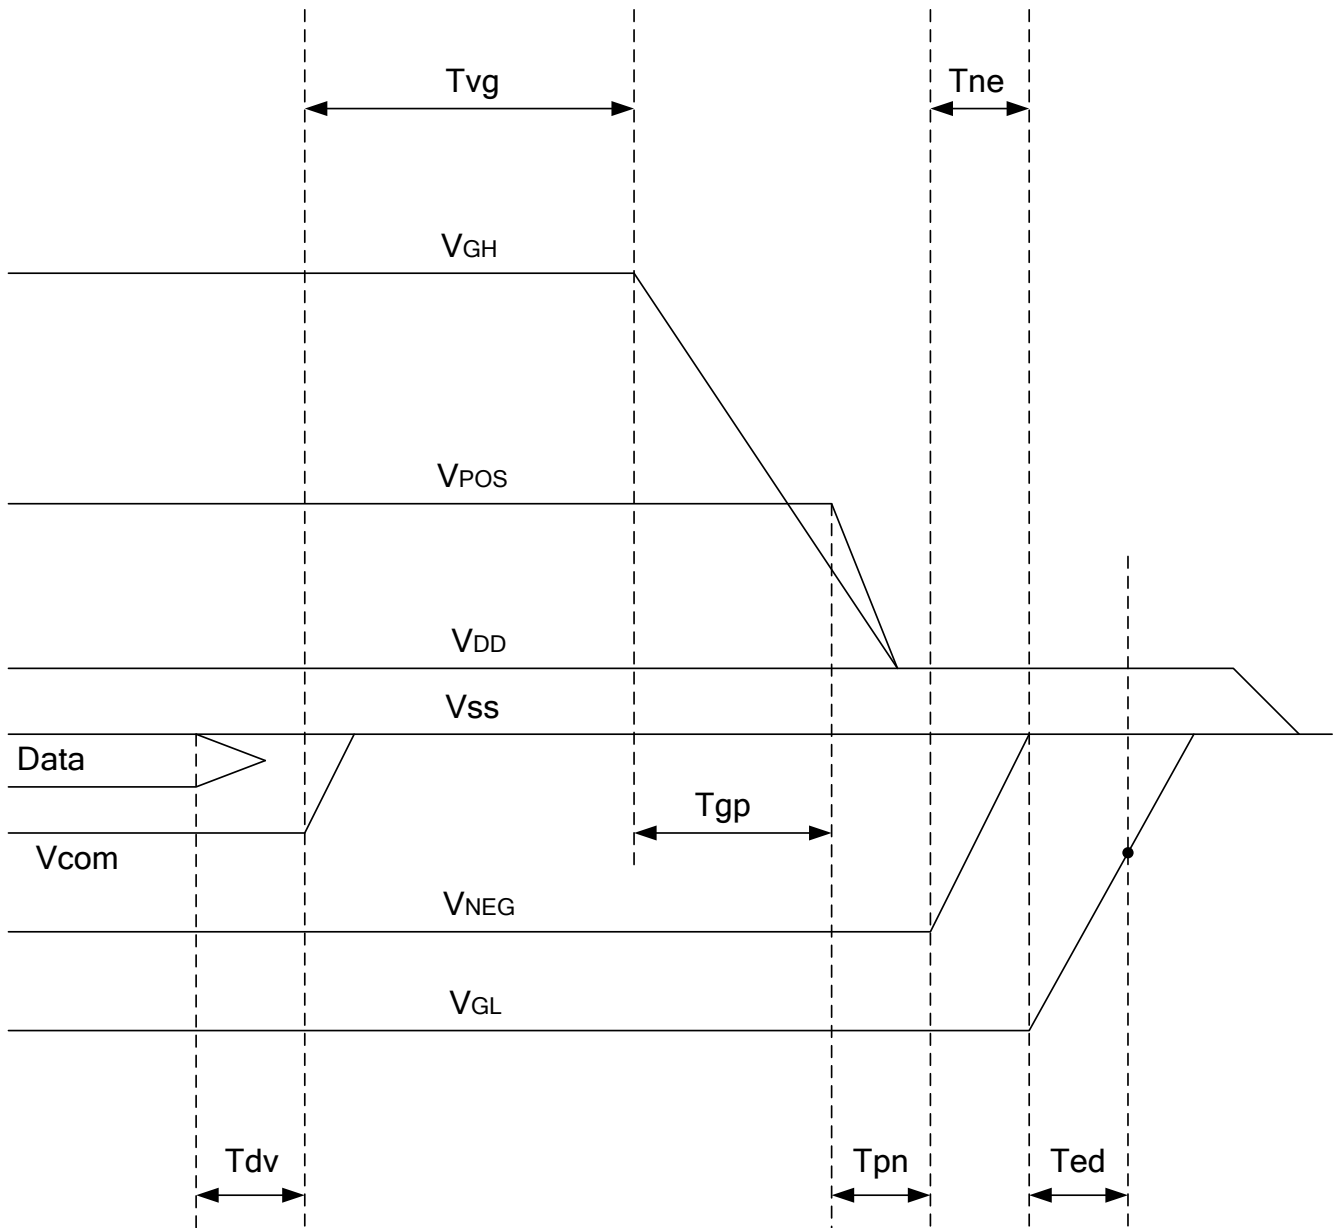 Tvg
Tne
VGH
VPOS
VDD
Vss
Data
Tgp
Vcom
VNEG
VGL
Tdv
Tpn
Ted